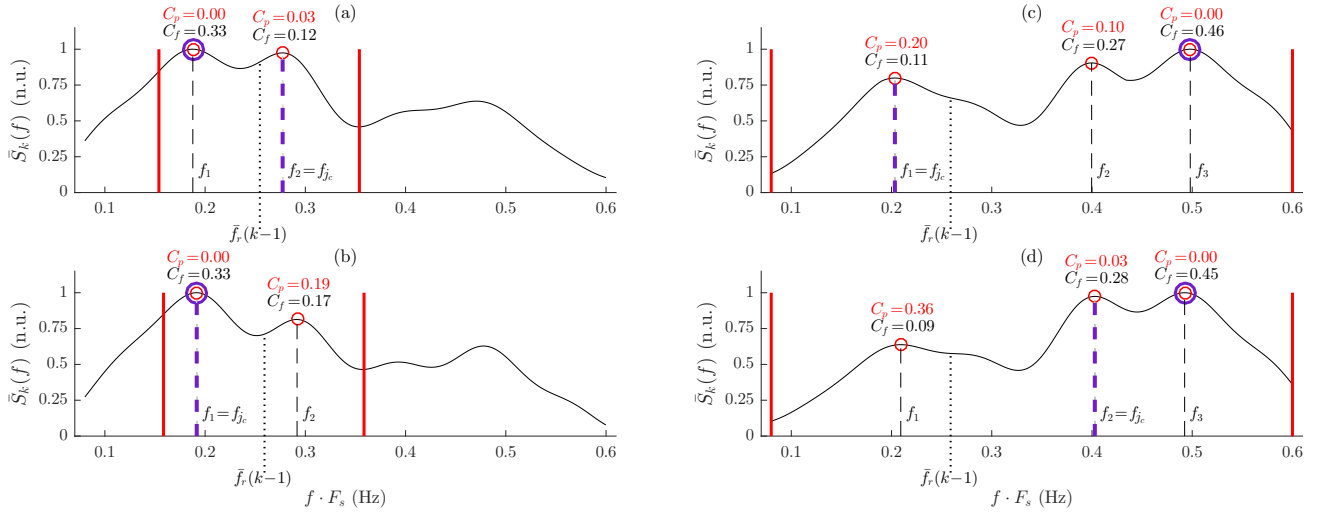 (a)
C_p=0.00
C_f=0.33
C_p=0.03
C_f=0.12
1
0.75
0.5
0.25
0
S̄_k(f) (n.u.)
f_1
f_2=f_{j_c}
0.1 0.2 0.3 0.4 0.5 0.6
f̄_r(k−1)
(b)
C_p=0.00
C_f=0.33
C_p=0.19
C_f=0.17
1
0.75
0.5
0.25
0
S̄_k(f) (n.u.)
f_1=f_{j_c}
f_2
0.1 0.2 0.3 0.4 0.5 0.6
f̄_r(k−1)
f · F_s (Hz)
(c)
C_p=0.20
C_f=0.11
C_p=0.10
C_f=0.27
C_p=0.00
C_f=0.46
1
0.75
0.5
0.25
0
S̄_k(f) (n.u.)
f_1=f_{j_c}
f_2
f_3
0.1 0.2 0.3 0.4 0.5 0.6
f̄_r(k−1)
(d)
C_p=0.36
C_f=0.09
C_p=0.03
C_f=0.28
C_p=0.00
C_f=0.45
1
0.75
0.5
0.25
0
S̄_k(f) (n.u.)
f_1
f_2=f_{j_c}
f_3
0.1 0.2 0.3 0.4 0.5 0.6
f̄_r(k−1)
f · F_s (Hz)